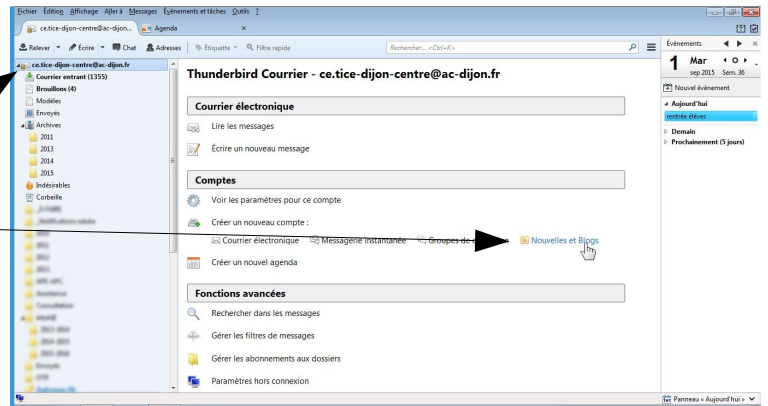 Fichier Édition Affichage Aller à Messages Évènements et tâches Outils ?
ce.tice-dijon-centre@ac-dijon... Agenda
Relever Écrire Chat Adresses Étiquette Filtre rapide Rechercher... <Ctrl+K>
Évènements
1 Mar
sep 2015 Sem. 36
Nouvel évènement
Aujourd'hui
rentrée élèves
Demain
Prochainement (5 jours)
ce.tice-dijon-centre@ac-dijon.fr
Courrier entrant (1355)
Brouillons (4)
Modèles
Envoyés
Archives
2011
2013
2014
2015
Indésirables
Corbeille
Thunderbird Courrier - ce.tice-dijon-centre@ac-dijon.fr
Courrier électronique
Lire les messages
Écrire un nouveau message
Comptes
Voir les paramètres pour ce compte
Créer un nouveau compte :
Courrier électronique Messagerie instantanée Groupes de Nouvelles et Blogs
Créer un nouvel agenda
Fonctions avancées
Rechercher dans les messages
Gérer les filtres de messages
Gérer les abonnements aux dossiers
Paramètres hors connexion
Panneau « Aujourd'hui »